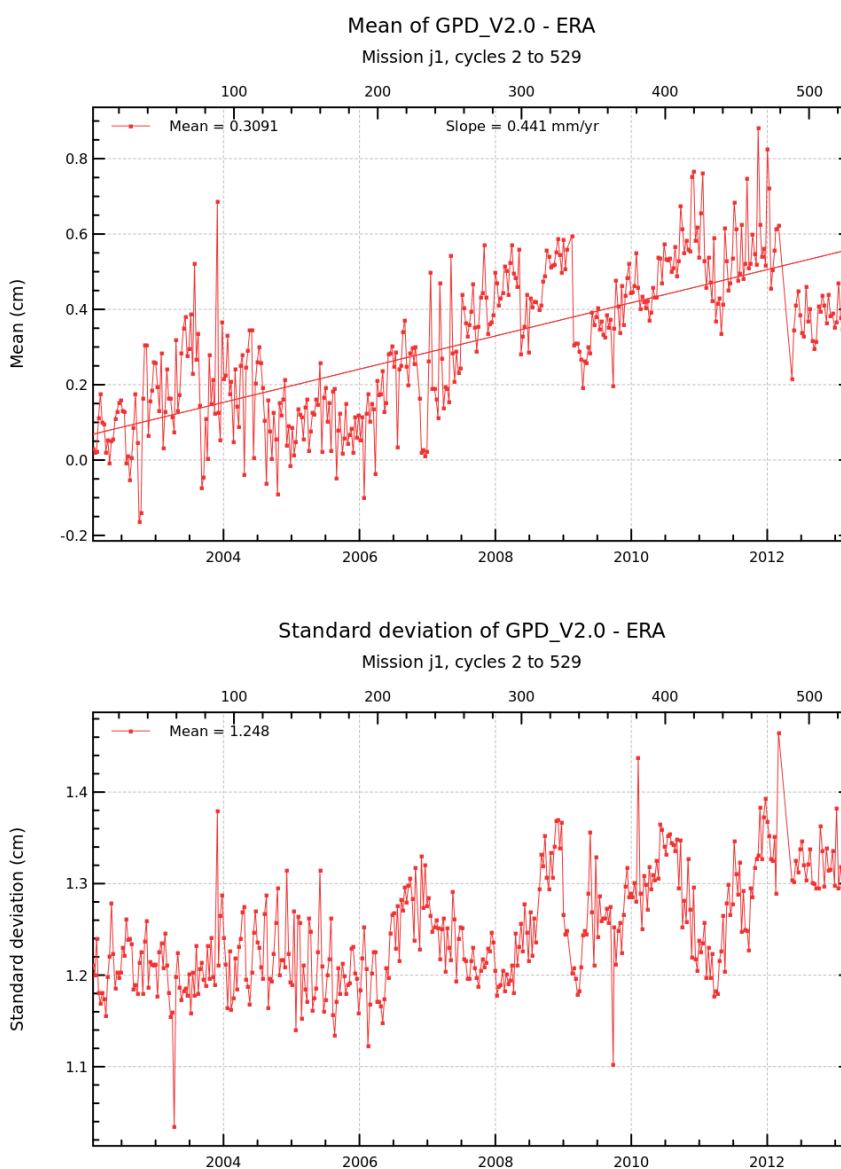 Mean of GPD_V2.0 - ERA
Mission j1, cycles 2 to 529
100 200 300 400 500
Mean = 0.3091 Slope = 0.441 mm/yr
0.8
0.6
0.4
0.2
0.0
-0.2
Mean (cm)
2004 2006 2008 2010 2012
Standard deviation of GPD_V2.0 - ERA
Mission j1, cycles 2 to 529
100 200 300 400 500
Mean = 1.248
1.4
1.3
1.2
1.1
Standard deviation (cm)
2004 2006 2008 2010 2012